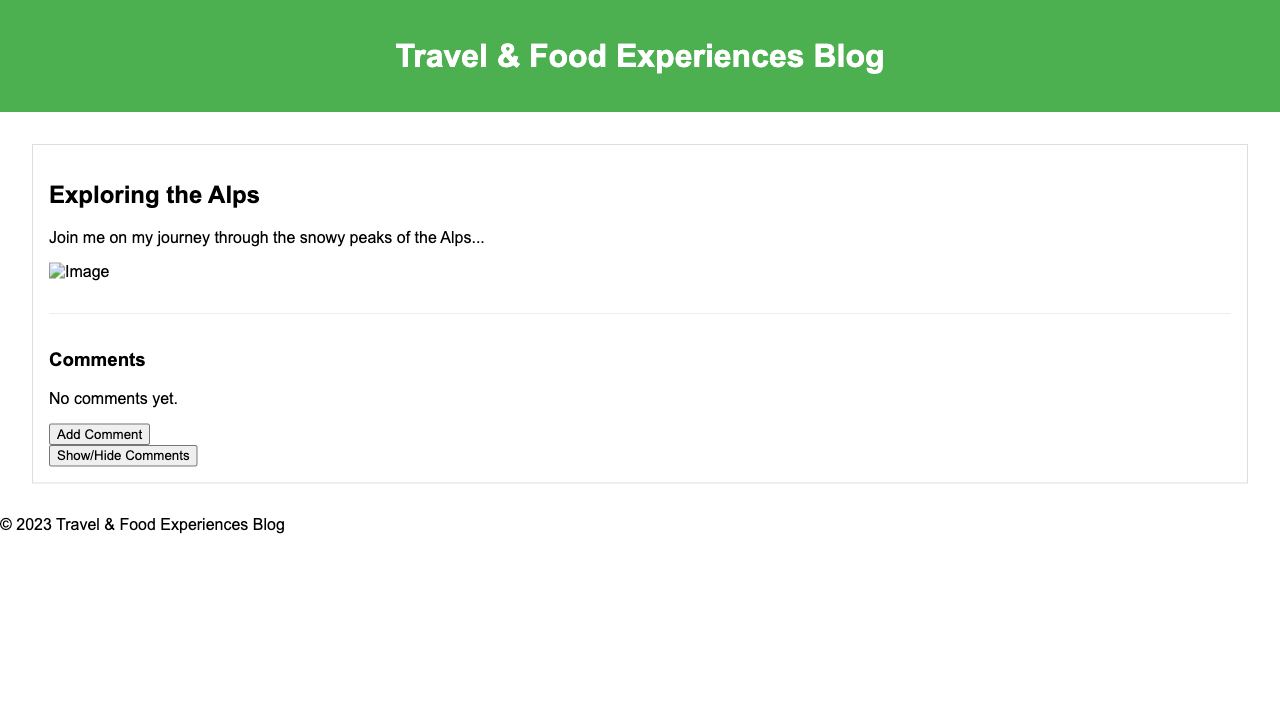 Travel & Food Experiences Blog
Exploring the Alps
Join me on my journey through the snowy peaks of the Alps...
Image
Comments
No comments yet.
Add Comment
Show/Hide Comments
© 2023 Travel & Food Experiences Blog